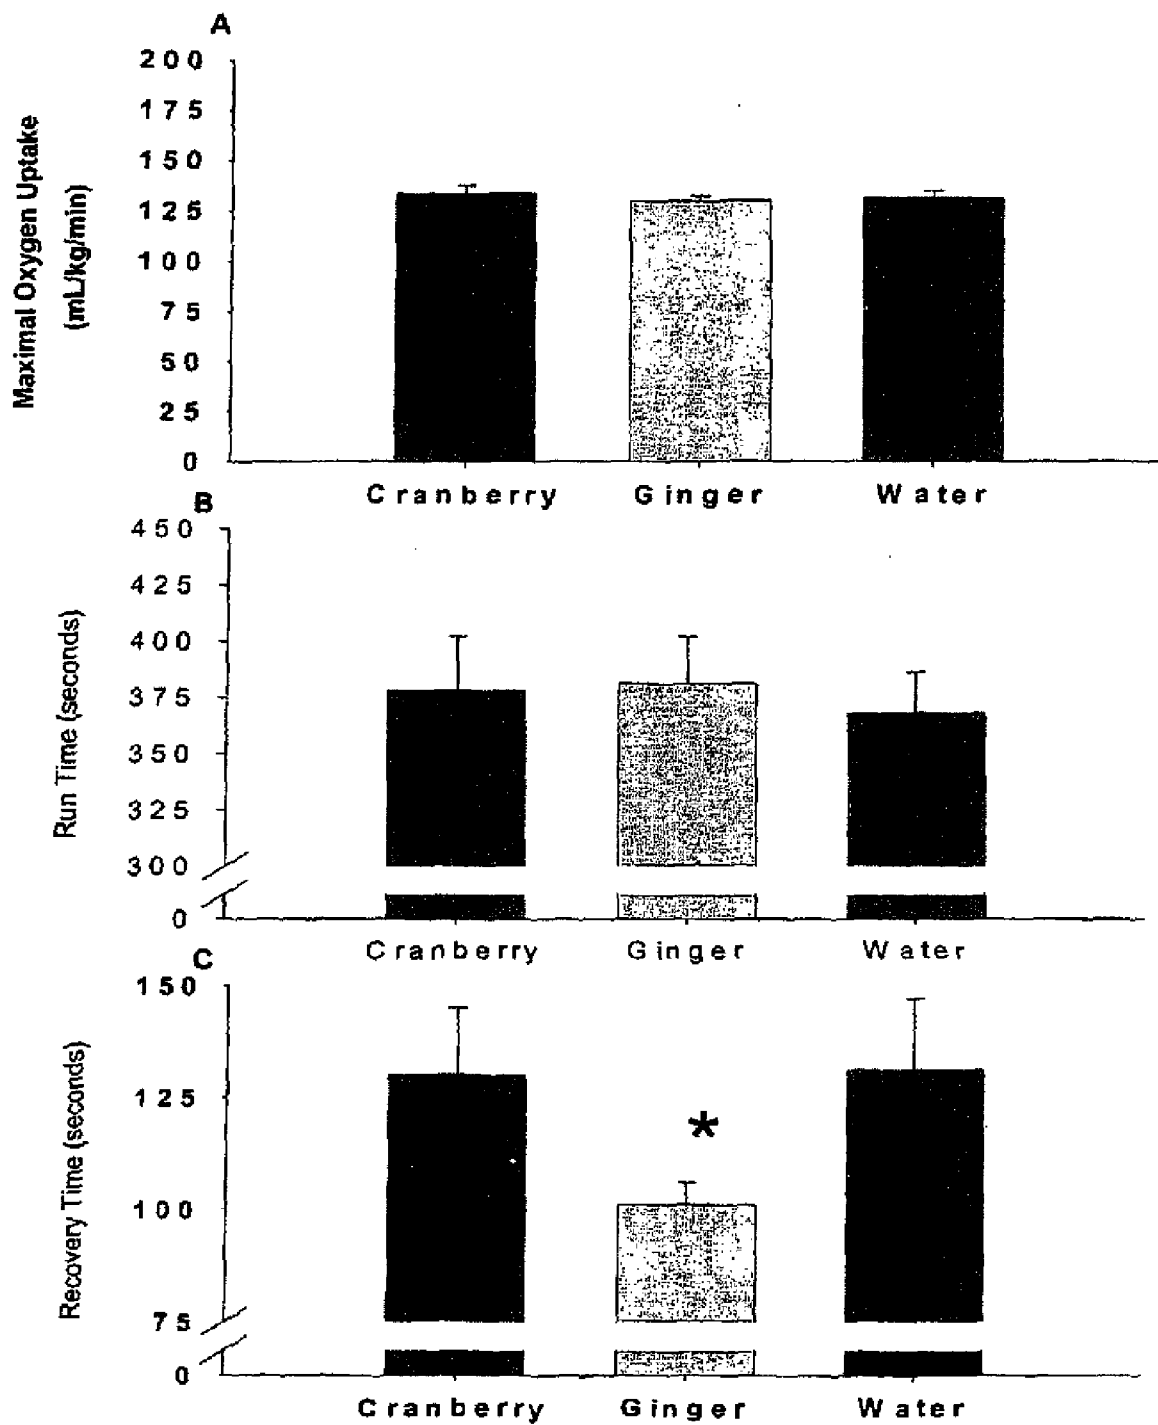 A
Maximal Oxygen Uptake
(mL/kg/min)
200
175
150
125
100
75
50
25
0
Cranberry Ginger Water
B
Run Time (seconds)
450
425
400
375
350
325
300
0
Cranberry Ginger Water
C
Recovery Time (seconds)
150
125
100
75
0
*
Cranberry Ginger Water